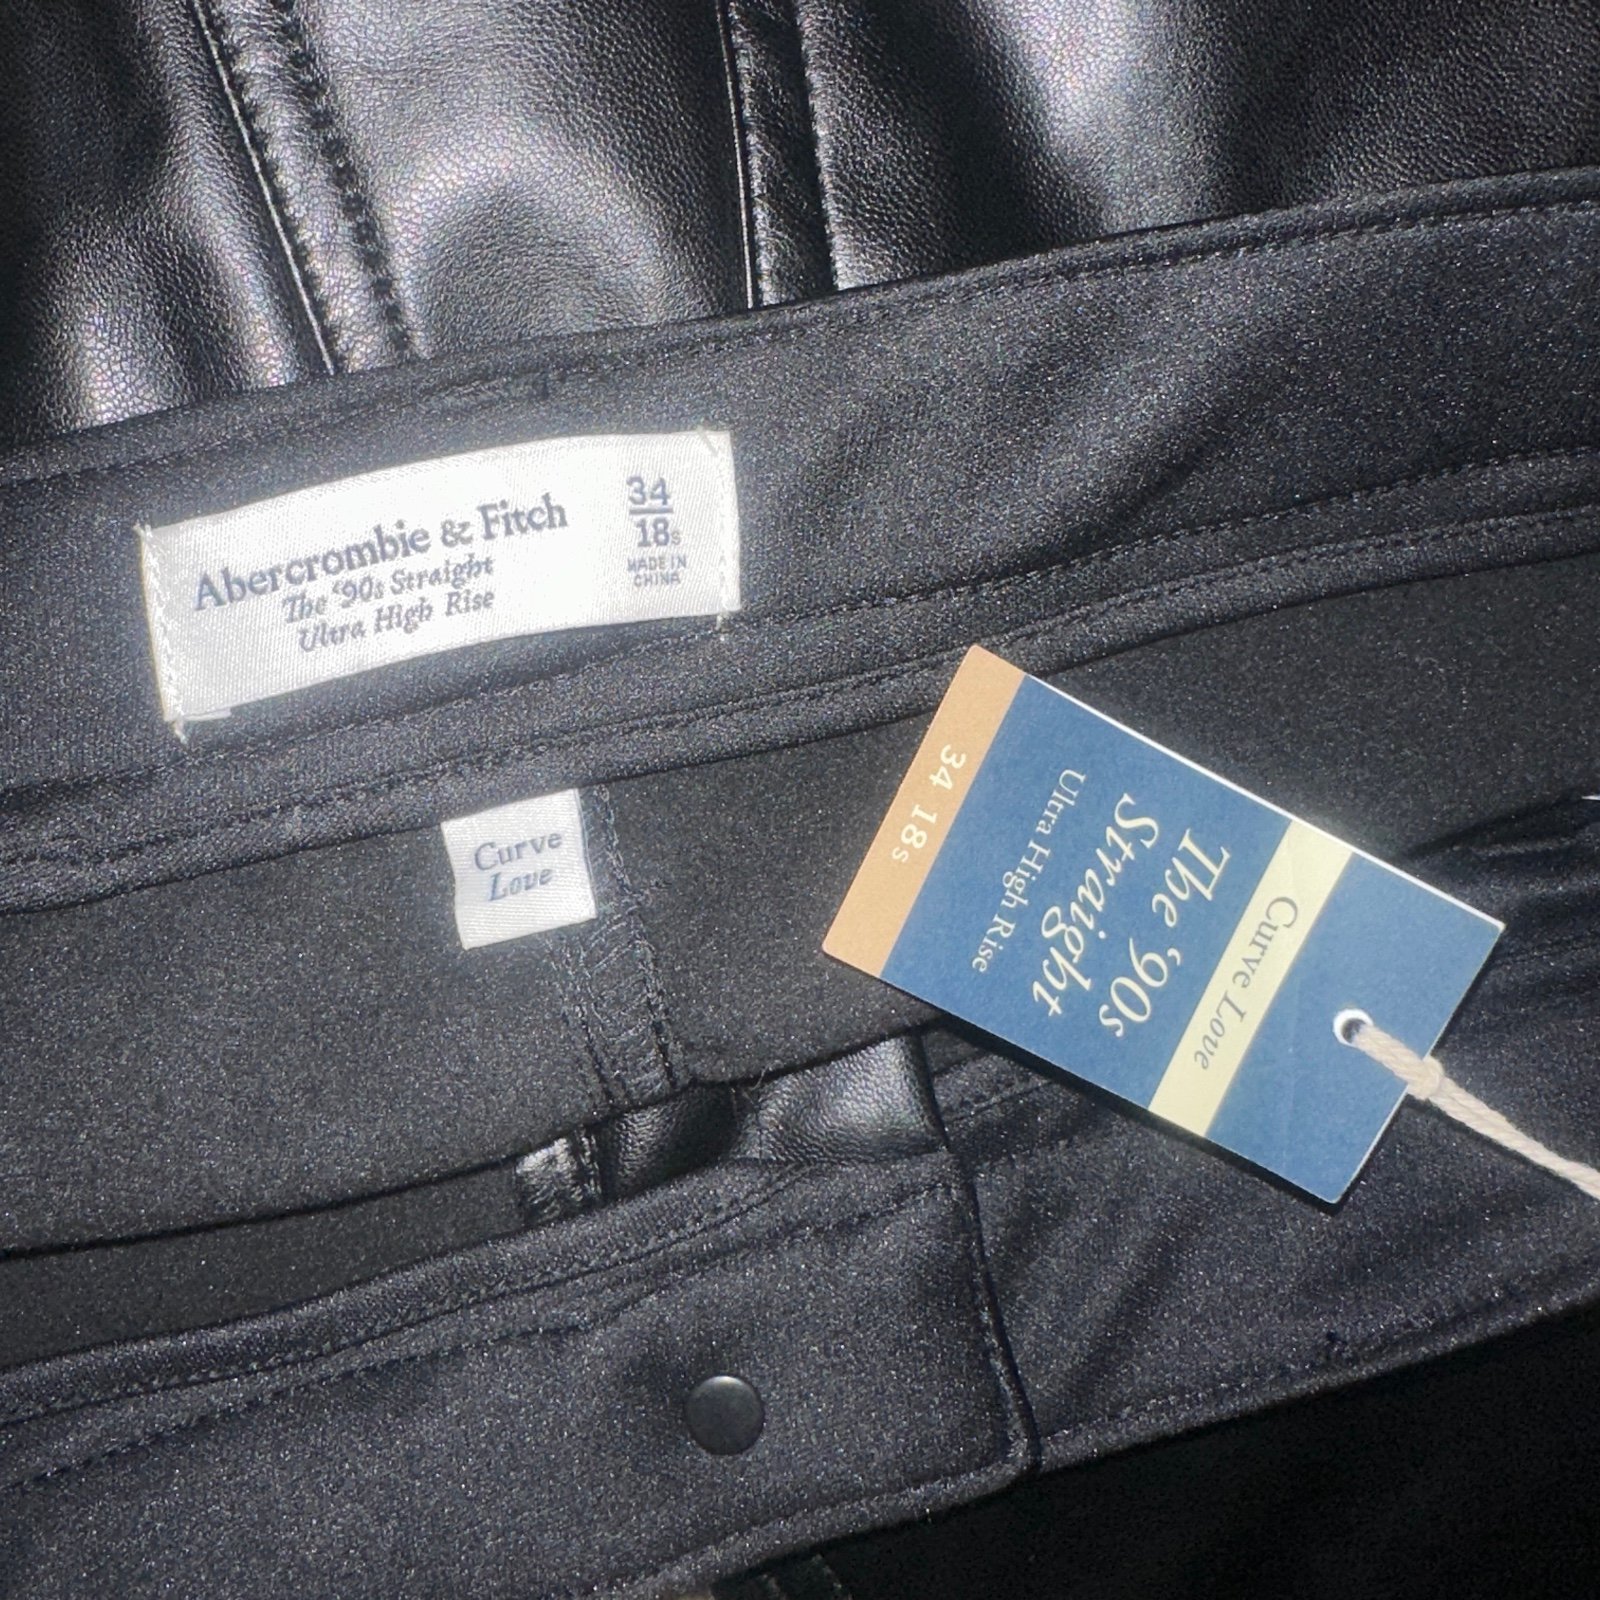 Abercrombie & Fitch
The '90s Straight
Ultra High Rise
34
18s
MADE IN
CHINA
Curve
Love
Curve Love
The '90s
Straight
Ultra High Rise
34 18s